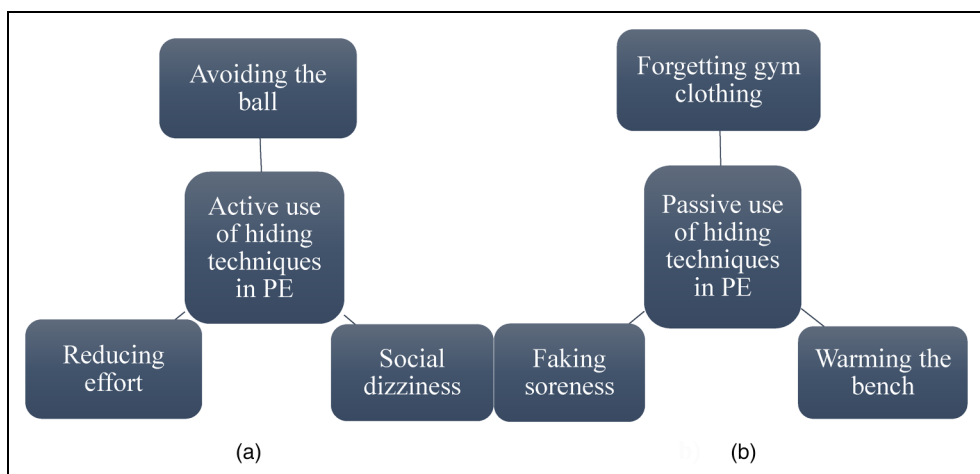 Avoiding the
ball
Active use
of hiding
techniques
in PE
Reducing
effort
Social
dizziness
(a)
Forgetting gym
clothing
Passive use
of hiding
techniques
in PE
Faking
soreness
Warming the
bench
(b)